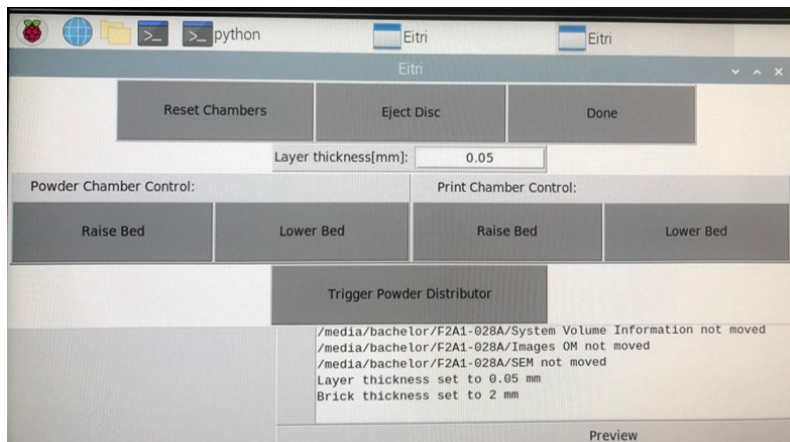 >_ >_ python Eitri Eitri
Eitri
Reset Chambers Eject Disc Done
Layer thickness[mm]: 0.05
Powder Chamber Control: Print Chamber Control:
Raise Bed Lower Bed Raise Bed Lower Bed
Trigger Powder Distributor
/media/bachelor/F2A1-028A/System Volume Information not moved
/media/bachelor/F2A1-028A/Images OM not moved
/media/bachelor/F2A1-028A/SEM not moved
Layer thickness set to 0.05 mm
Brick thickness set to 2 mm
Preview